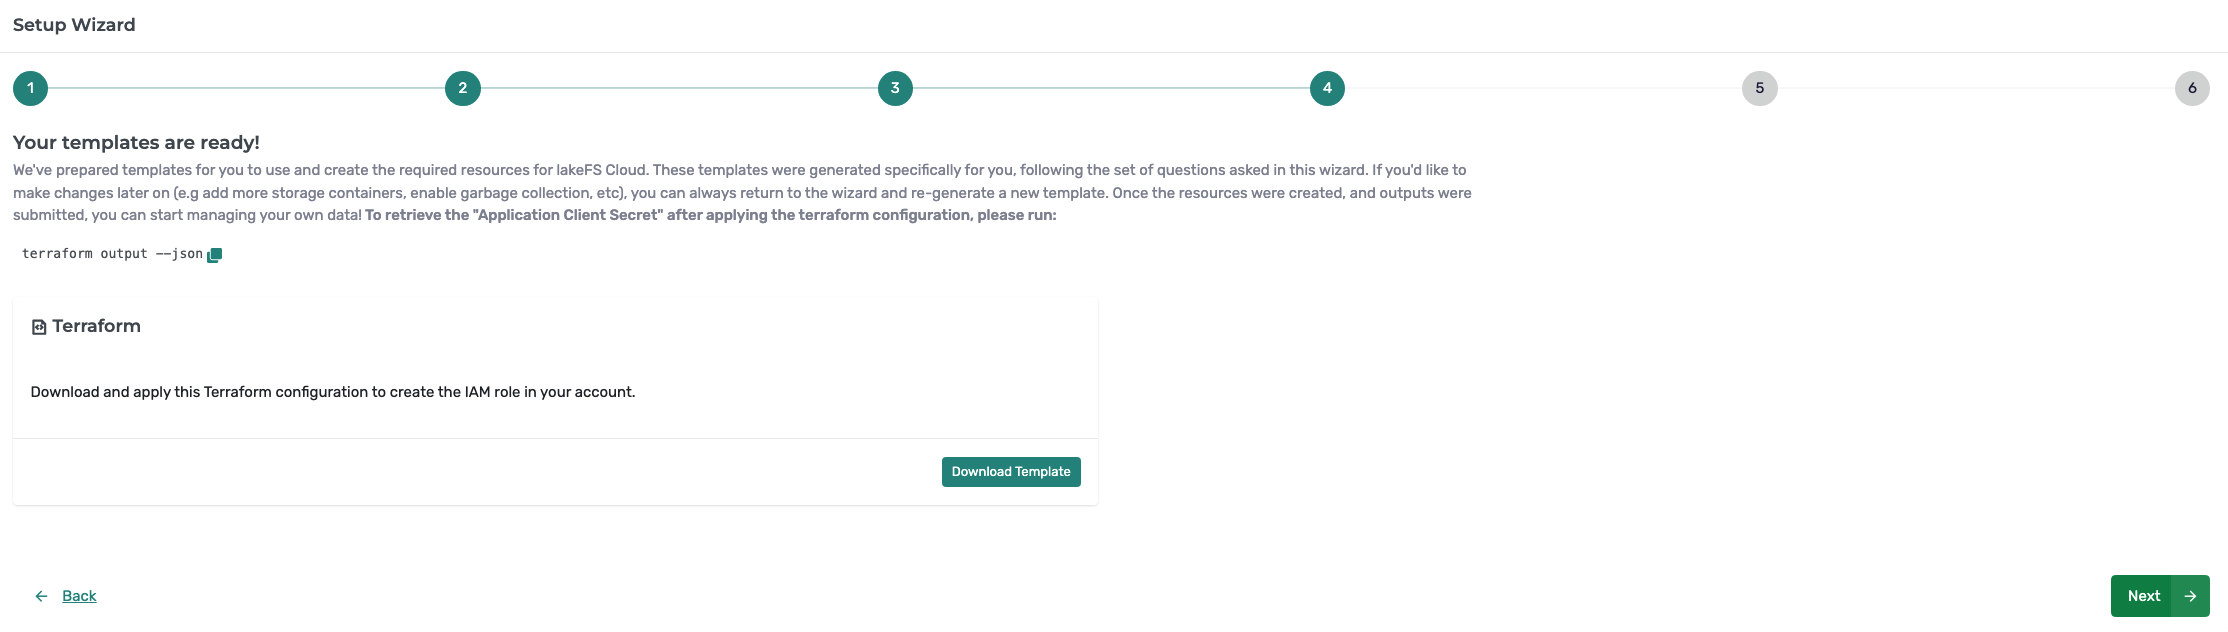 Setup Wizard
1 2 3 4 5 6
Your templates are ready!
We've prepared templates for you to use and create the required resources for lakeFS Cloud. These templates were generated specifically for you, following the set of questions asked in this wizard. If you'd like to
make changes later on (e.g add more storage containers, enable garbage collection, etc), you can always return to the wizard and re-generate a new template. Once the resources were created, and outputs were
submitted, you can start managing your own data! To retrieve the "Application Client Secret" after applying the terraform configuration, please run:
terraform output --json
Terraform
Download and apply this Terraform configuration to create the IAM role in your account.
Download Template
Back
Next